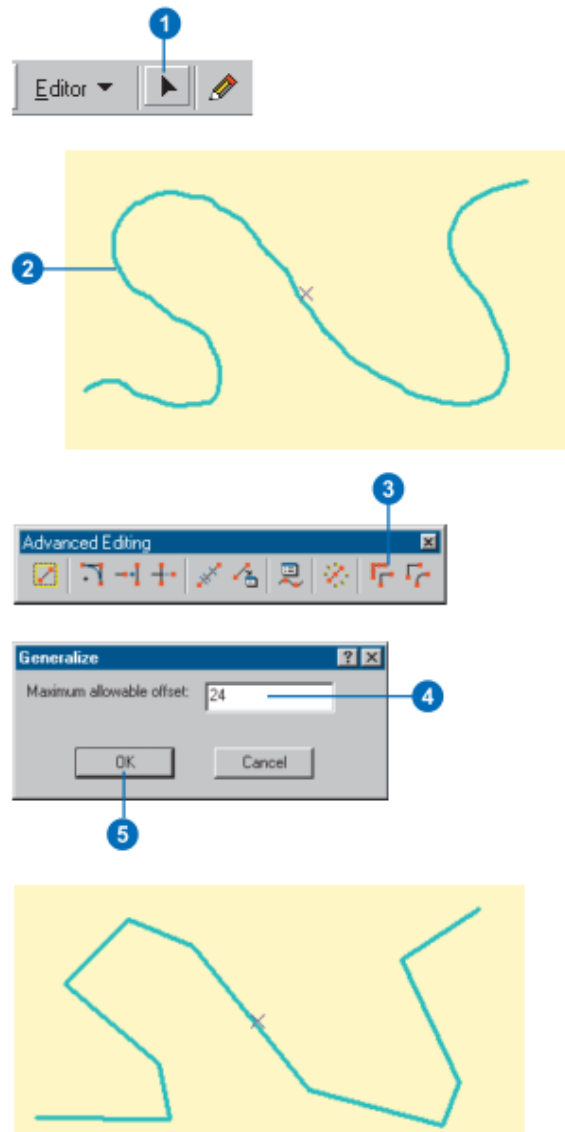 1
Editor
2
3
Advanced Editing
Generalize
Maximum allowable offset:
24
4
OK
Cancel
5